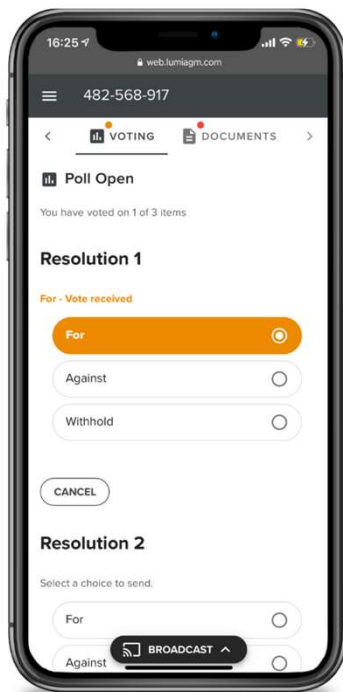 16:25
web.lumiagm.com
482-568-917
VOTING
DOCUMENTS
Poll Open
You have voted on 1 of 3 items
Resolution 1
For - Vote received
For
Against
Withhold
CANCEL
Resolution 2
Select a choice to send.
For
BROADCAST
Against